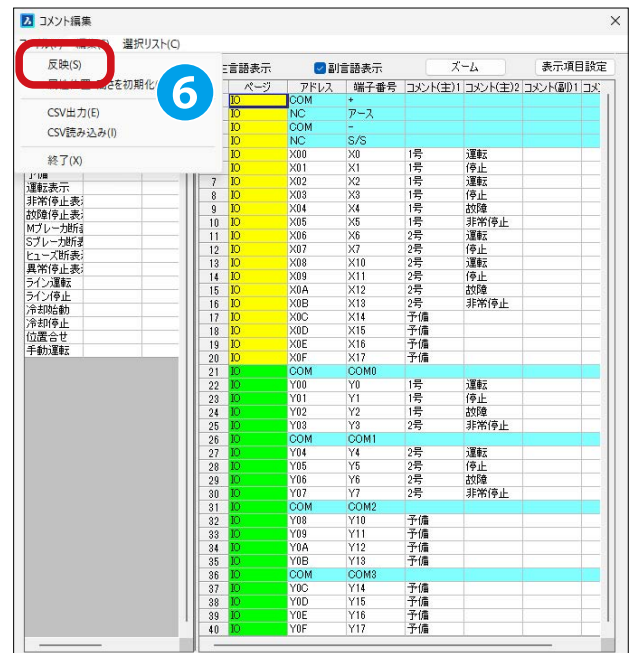 コメント編集
選択リスト(C)
反映(S)
を初期化
6
CSV出力(E)
CSV読み込み(I)
終了(X)
言語表示 副言語表示 ズーム 表示項目設定
予備
運転表示
非常停止表
故障停止表
Mブレーカ断
Sブレーカ断
ヒューズ断表
異常停止表
ライン運転
ライン停止
冷却始動
冷却停止
位置合せ
手動運転
ページ アドレス 端子番号 コメント(主)1 コメント(主)2 コメント(副)1
IO COM +
IO NC アース
IO COM -
IO NC S/S
IO X00 X0 1号 運転
IO X01 X1 1号 停止
7 IO X02 X2 1号 運転
8 IO X03 X3 1号 停止
9 IO X04 X4 1号 故障
10 IO X05 X5 1号 非常停止
11 IO X06 X6 2号 運転
12 IO X07 X7 2号 停止
13 IO X08 X10 2号 運転
14 IO X09 X11 2号 停止
15 IO X0A X12 2号 故障
16 IO X0B X13 2号 非常停止
17 IO X0C X14 予備
18 IO X0D X15 予備
19 IO X0E X16 予備
20 IO X0F X17 予備
21 IO COM COM0
22 IO Y00 Y0 1号 運転
23 IO Y01 Y1 1号 停止
24 IO Y02 Y2 1号 故障
25 IO Y03 Y3 2号 非常停止
26 IO COM COM1
27 IO Y04 Y4 2号 運転
28 IO Y05 Y5 2号 停止
29 IO Y06 Y6 2号 故障
30 IO Y07 Y7 2号 非常停止
31 IO COM COM2
32 IO Y08 Y10 予備
33 IO Y09 Y11 予備
34 IO Y0A Y12 予備
35 IO Y0B Y13 予備
36 IO COM COM3
37 IO Y0C Y14 予備
38 IO Y0D Y15 予備
39 IO Y0E Y16 予備
40 IO Y0F Y17 予備